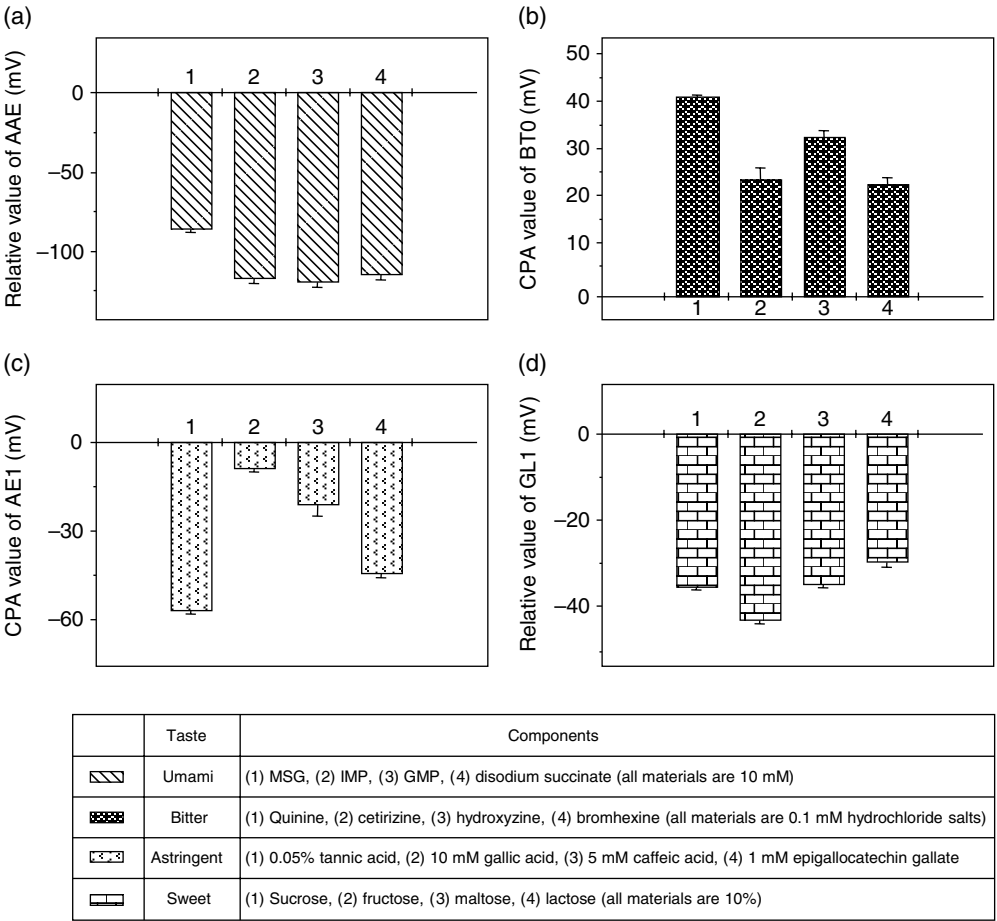 (a)
Relative value of AAE (mV)
0
−50
−100
1 2 3 4
(b)
CPA value of BT0 (mV)
50
40
30
20
10
0
1 2 3 4
(c)
CPA value of AE1 (mV)
0
−30
−60
1 2 3 4
(d)
Relative value of GL1 (mV)
0
−20
−40
1 2 3 4
Taste Components
Umami (1) MSG, (2) IMP, (3) GMP, (4) disodium succinate (all materials are 10 mM)
Bitter (1) Quinine, (2) cetirizine, (3) hydroxyzine, (4) bromhexine (all materials are 0.1 mM hydrochloride salts)
Astringent (1) 0.05% tannic acid, (2) 10 mM gallic acid, (3) 5 mM caffeic acid, (4) 1 mM epigallocatechin gallate
Sweet (1) Sucrose, (2) fructose, (3) maltose, (4) lactose (all materials are 10%)